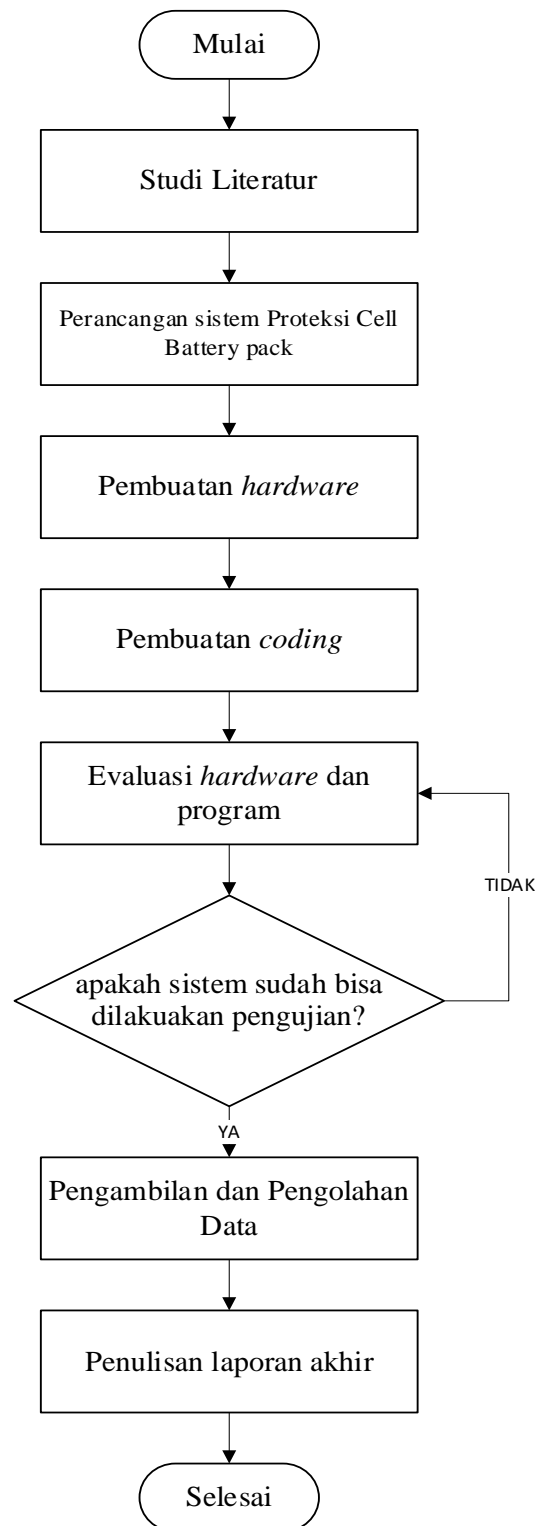 Mulai
Studi Literatur
Perancangan sistem Proteksi Cell
Battery pack
Pembuatan hardware
Pembuatan coding
Evaluasi hardware dan
program
TIDAK
apakah sistem sudah bisa
dilakuakan pengujian?
YA
Pengambilan dan Pengolahan
Data
Penulisan laporan akhir
Selesai